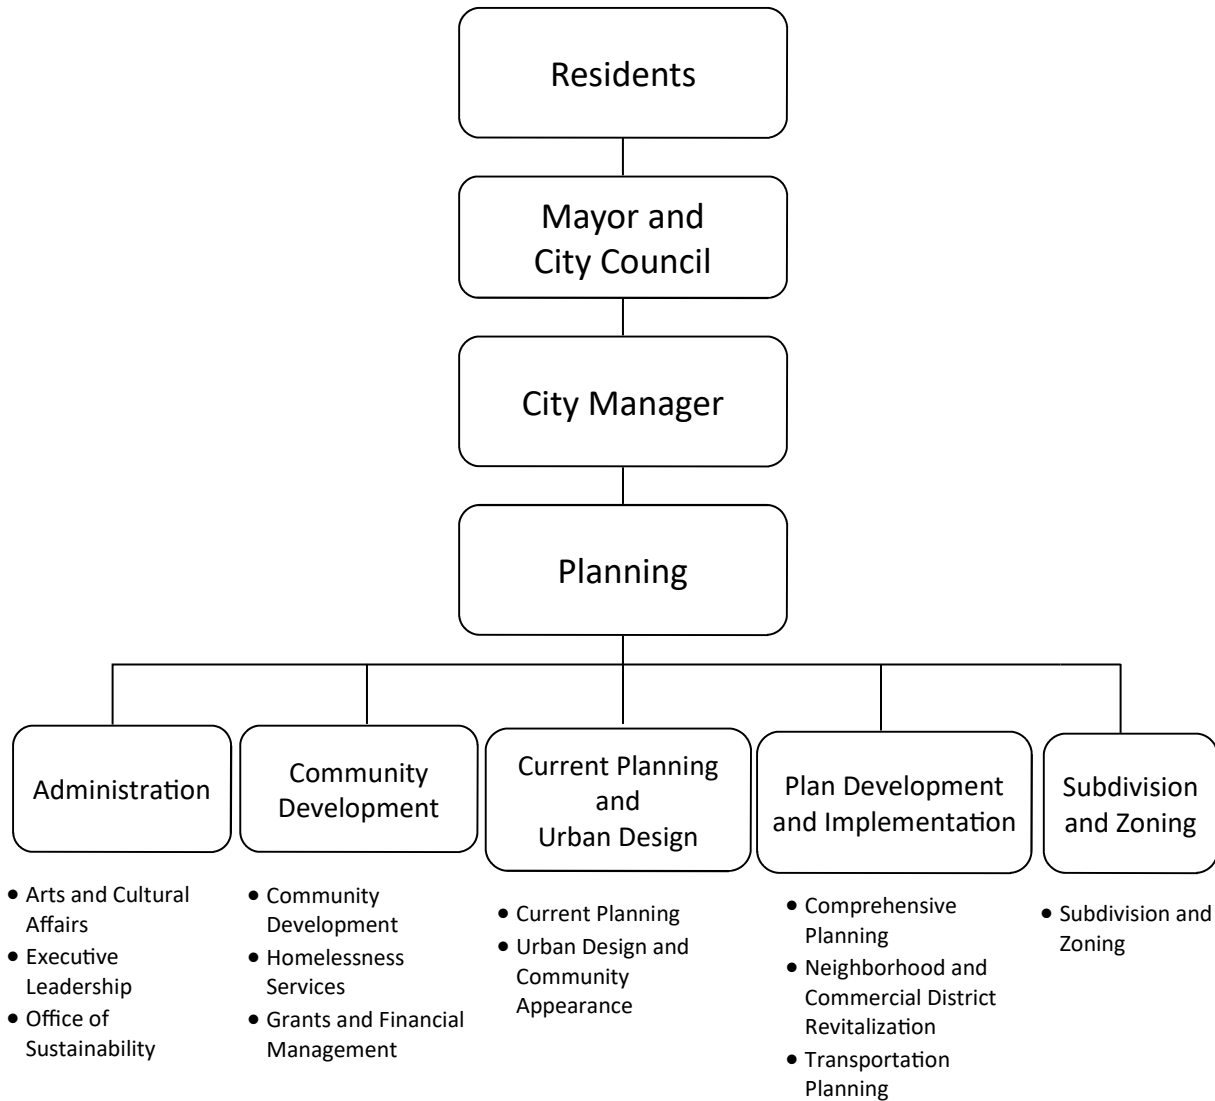 Residents
Mayor and
City Council
City Manager
Planning
Administration
Community
Development
Current Planning
and
Urban Design
Plan Development
and Implementation
Subdivision
and Zoning
• Arts and Cultural
Affairs
• Executive
Leadership
• Office of
Sustainability
• Community
Development
• Homelessness
Services
• Grants and Financial
Management
• Current Planning
• Urban Design and
Community
Appearance
• Comprehensive
Planning
• Neighborhood and
Commercial District
Revitalization
• Transportation
Planning
• Subdivision and
Zoning